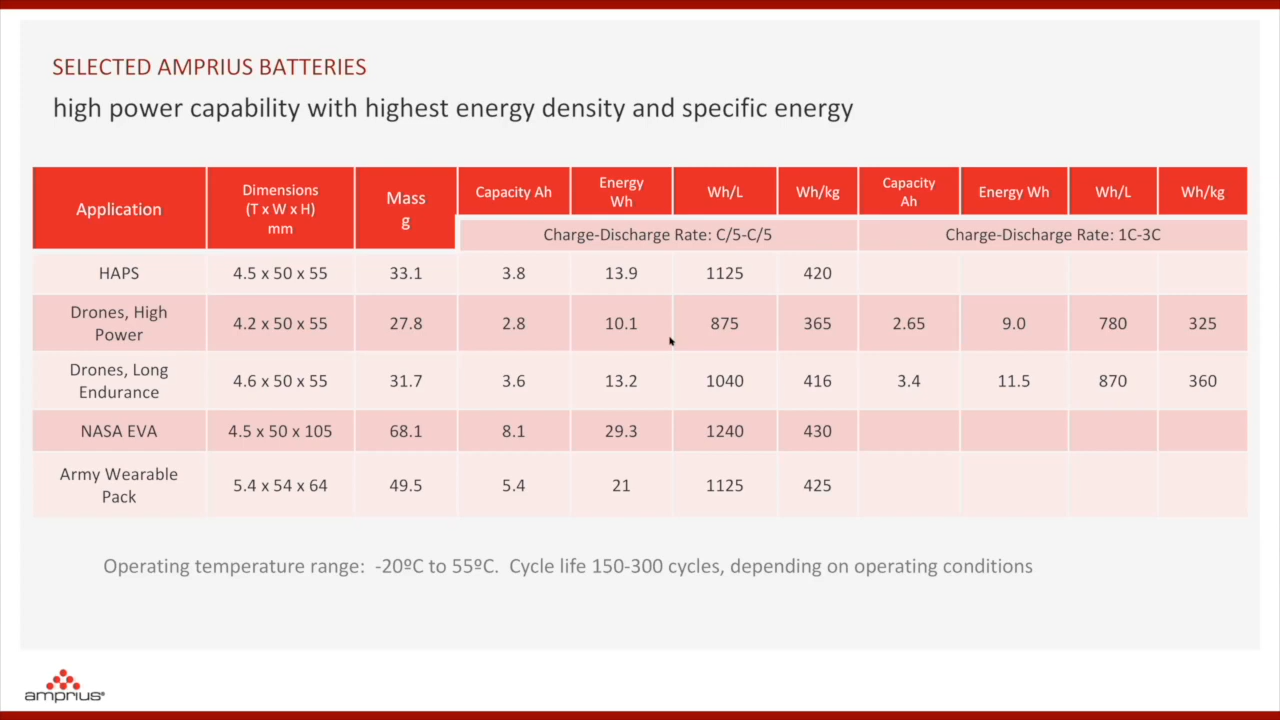 SELECTED AMPRIUS BATTERIES
high power capability with highest energy density and specific energy
Application
Dimensions
(T x W x H)
mm
Mass
g
Capacity Ah
Energy
Wh
Wh/L
Wh/kg
Capacity
Ah
Energy Wh
Wh/L
Wh/kg
Charge-Discharge Rate: C/5-C/5
Charge-Discharge Rate: 1C-3C
HAPS 4.5 x 50 x 55 33.1 3.8 13.9 1125 420
Drones, High
Power
4.2 x 50 x 55 27.8 2.8 10.1 875 365 2.65 9.0 780 325
Drones, Long
Endurance
4.6 x 50 x 55 31.7 3.6 13.2 1040 416 3.4 11.5 870 360
NASA EVA 4.5 x 50 x 105 68.1 8.1 29.3 1240 430
Army Wearable
Pack
5.4 x 54 x 64 49.5 5.4 21 1125 425
Operating temperature range: -20ºC to 55ºC. Cycle life 150-300 cycles, depending on operating conditions
amprius®